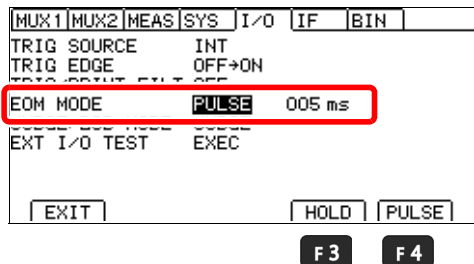 MUX1 MUX2 MEAS SYS I/O IF BIN
TRIG SOURCE INT
TRIG EDGE OFF→ON
EOM MODE PULSE 005 ms
EXT I/O TEST EXEC
EXIT HOLD PULSE
F3 F4